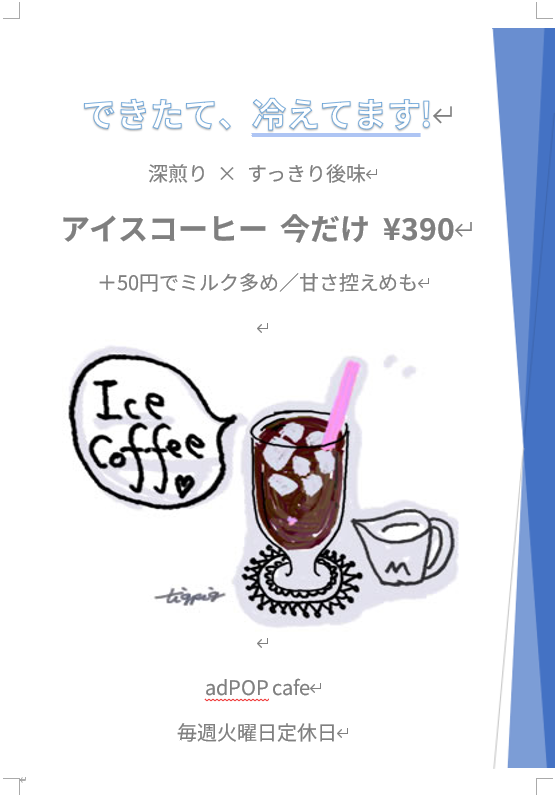 できたて、冷えてます!
深煎り × すっきり後味
アイスコーヒー 今だけ ¥390
＋50円でミルク多め／甘さ控えめも
Ice
Coffee
M
adPOP cafe
毎週火曜日定休日